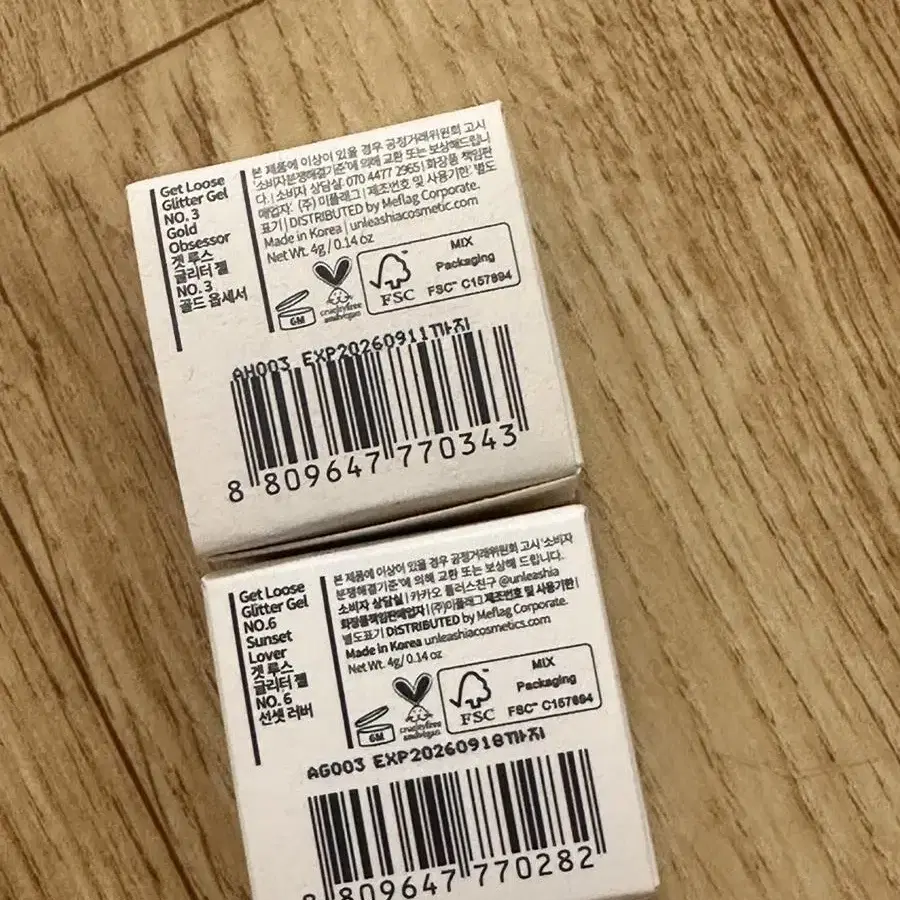 Get Loose
Glitter Gel
NO. 3
Gold
Obsessor
겟 루스
글리터 젤
NO. 3
골드 옵세서
본 제품에 이상이 있을 경우 공정거래위원회 고시
'소비자분쟁해결기준'에 의해 교환 또는 보상해드립니
다. | 소비자 상담실: 070 4477 2965 | 화장품 책임판
매업자: (주) 미플래그 | 제조번호 및 사용기한: 별도
표기 | DISTRIBUTED by Meflag Corporate.
Made in Korea | unleashiacosmetic.com
Net Wt. 4g / 0.14 oz
6M
crueltyfree
andvegan
FSC
MIX
Packaging
FSC™ C157894
AH003 EXP20260911까지
8 809647 770343
Get Loose
Glitter Gel
NO.6
Sunset
Lover
겟 루스
글리터 젤
NO. 6
선셋 러버
본 제품에 이상이 있을 경우 공정거래위원회 고시 '소비자
분쟁해결기준'에 의해 교환 또는 보상해 드립니다.
소비자 상담실 | 카카오 플러스친구 @unleashia
화장품책임판매업자 | (주)미플래그 제조번호 및 사용기한 |
별도표기 DISTRIBUTED by Meflag Corporate.
Made in Korea unleashiacosmetics.com
Net Wt. 4g/ 0.14 oz
6M
crueltyfree
andvegan
FSC
MIX
Packaging
FSC™ C157894
AG003 EXP20260918까지
8 809647 770282